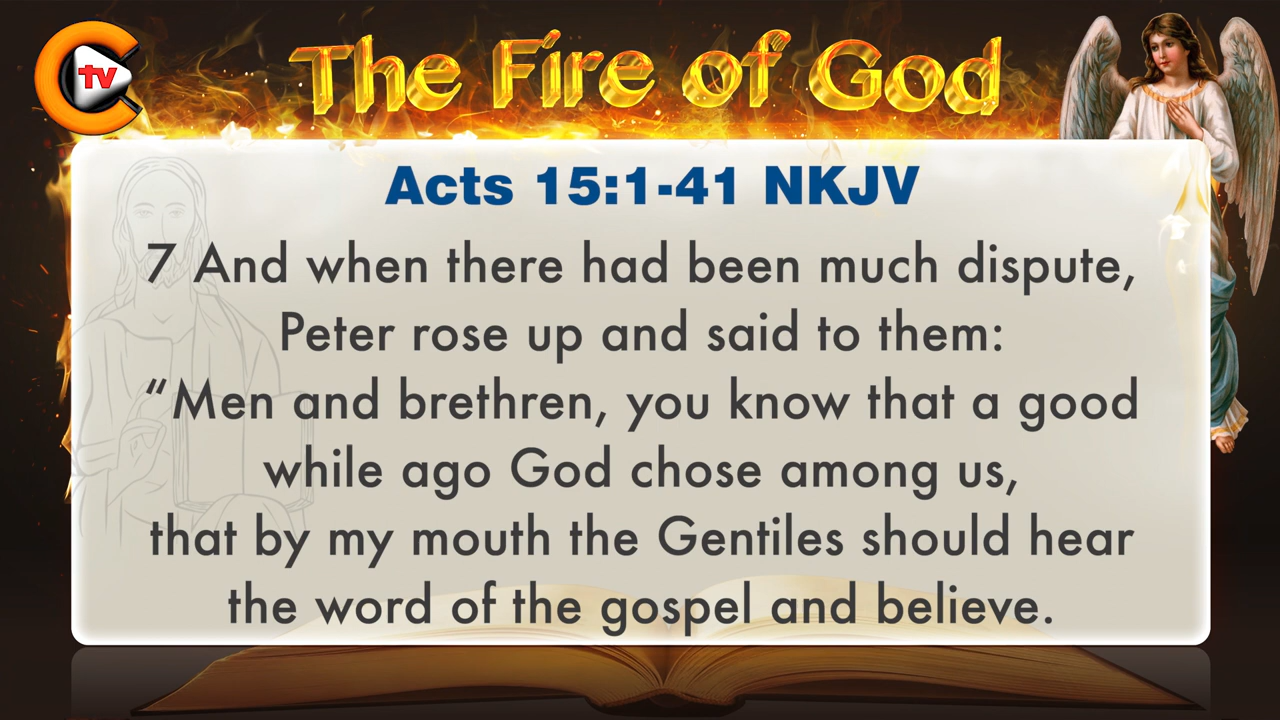 tv
The Fire of God
Acts 15:1-41 NKJV
7 And when there had been much dispute,
Peter rose up and said to them:
“Men and brethren, you know that a good
while ago God chose among us,
that by my mouth the Gentiles should hear
the word of the gospel and believe.